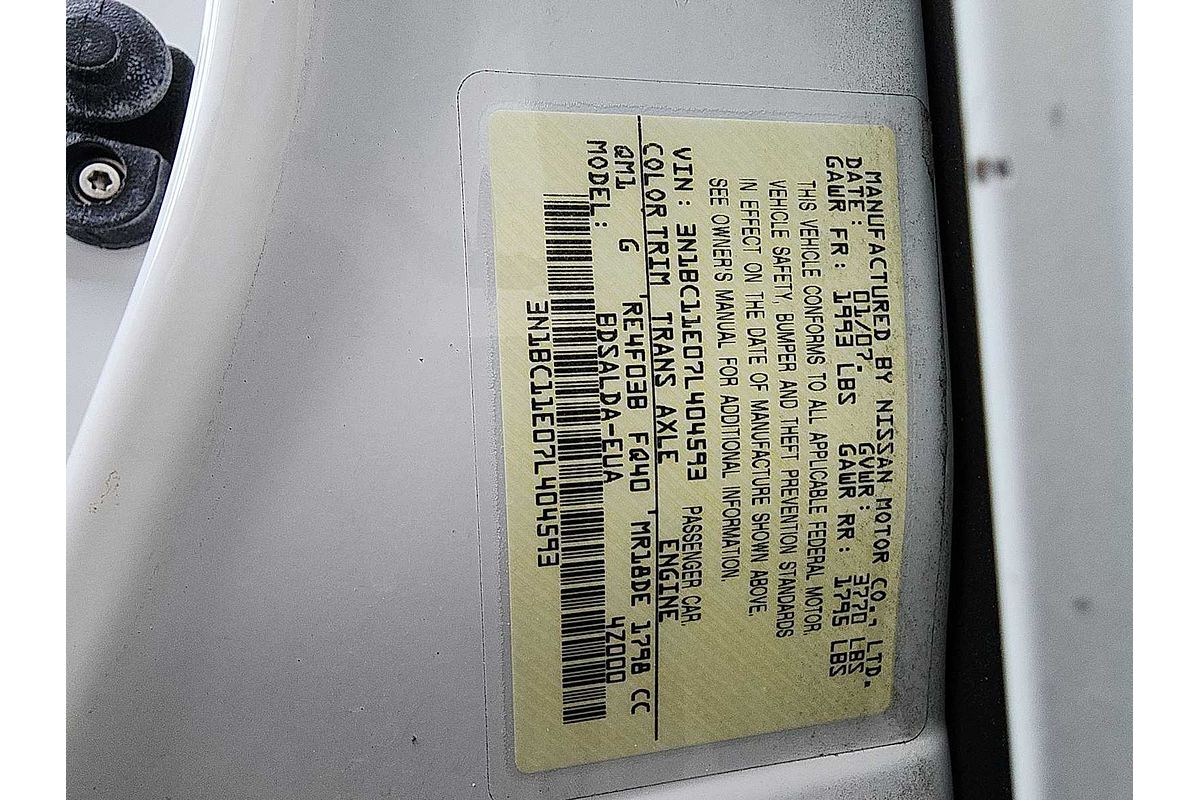 MANUFACTURED BY NISSAN MOTOR CO., LTD.
DATE: 01/07. GVWR: 3770 LBS
GAWR FR: 1993 LBS GAWR RR: 1795 LBS
THIS VEHICLE CONFORMS TO ALL APPLICABLE FEDERAL MOTOR
VEHICLE SAFETY, BUMPER AND THEFT PREVENTION STANDARDS
IN EFFECT ON THE DATE OF MANUFACTURE SHOWN ABOVE.
SEE OWNER'S MANUAL FOR ADDITIONAL INFORMATION.
VIN: 3N1BC11E07L404593 PASSENGER CAR.
COLOR TRIM TRANS AXLE ENGINE
QM1 G RE4F03B FQ40 MR18DE 1798 CC
MODEL: BDSALDA-EUA 4Z000
3N1BC11E07L404593